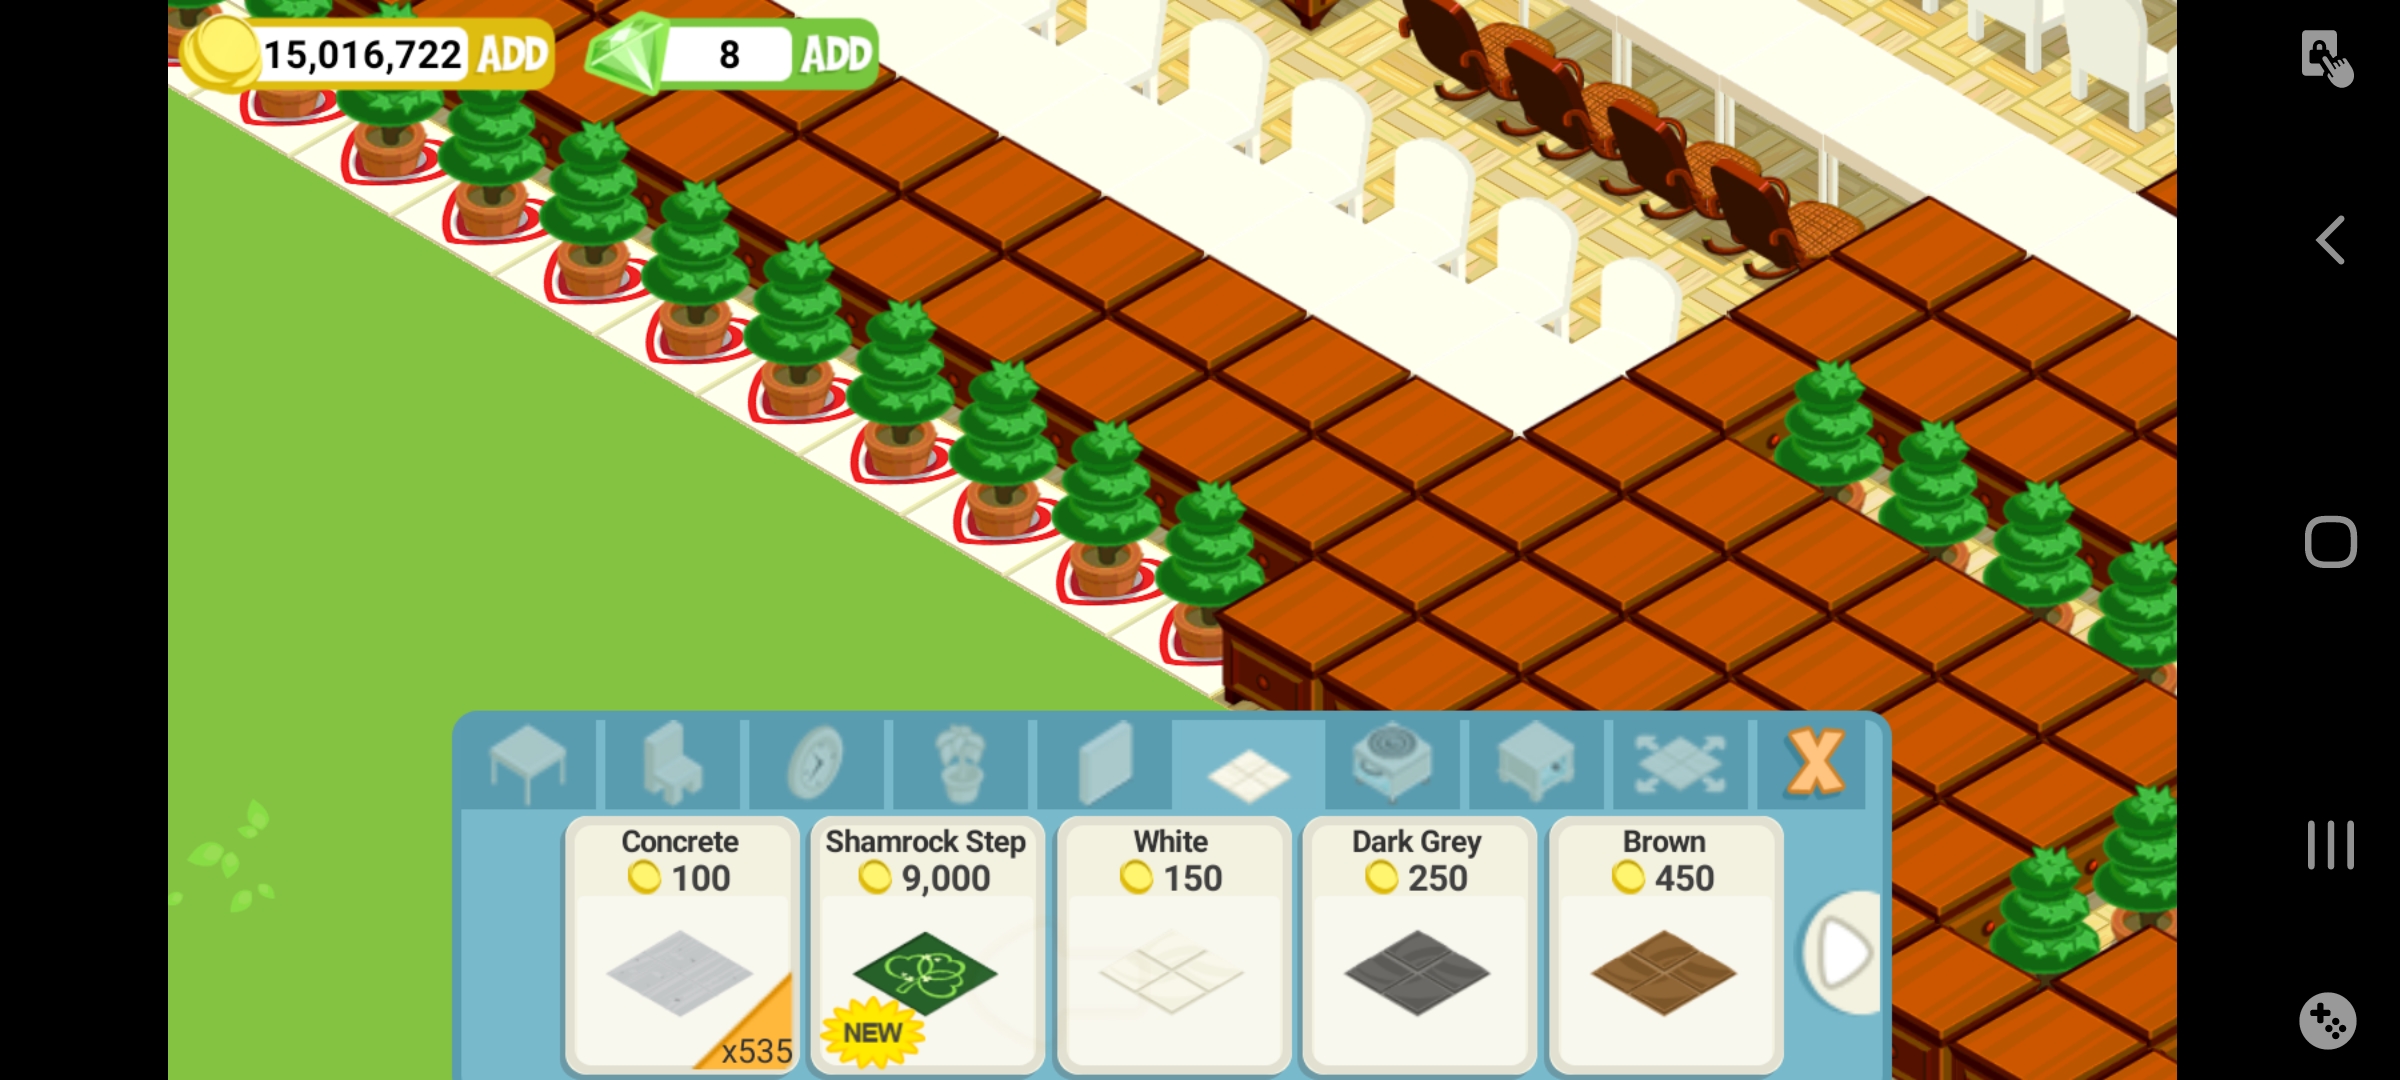 15,016,722 ADD 8 ADD
Concrete
100
x535
Shamrock Step
9,000
NEW
White
150
Dark Grey
250
Brown
450